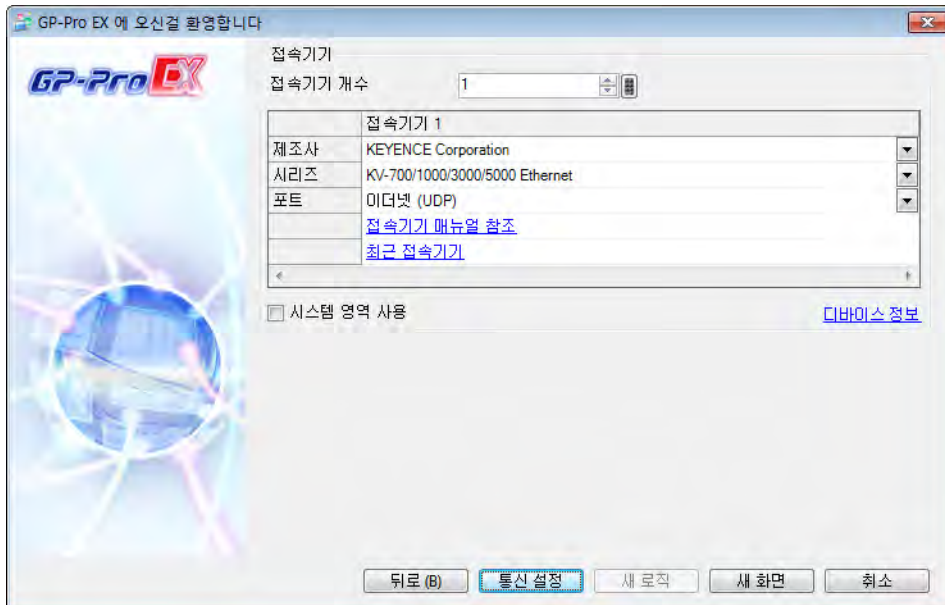 GP-Pro EX 에 오신걸 환영합니다
GP-Pro EX
접속기기
접속기기 개수 1
접속기기 1
제조사 KEYENCE Corporation
시리즈 KV-700/1000/3000/5000 Ethernet
포트 이더넷 (UDP)
접속기기 매뉴얼 참조
최근 접속기기
시스템 영역 사용 디바이스 정보
뒤로 (B) 통신 설정 새 로직 새 화면 취소